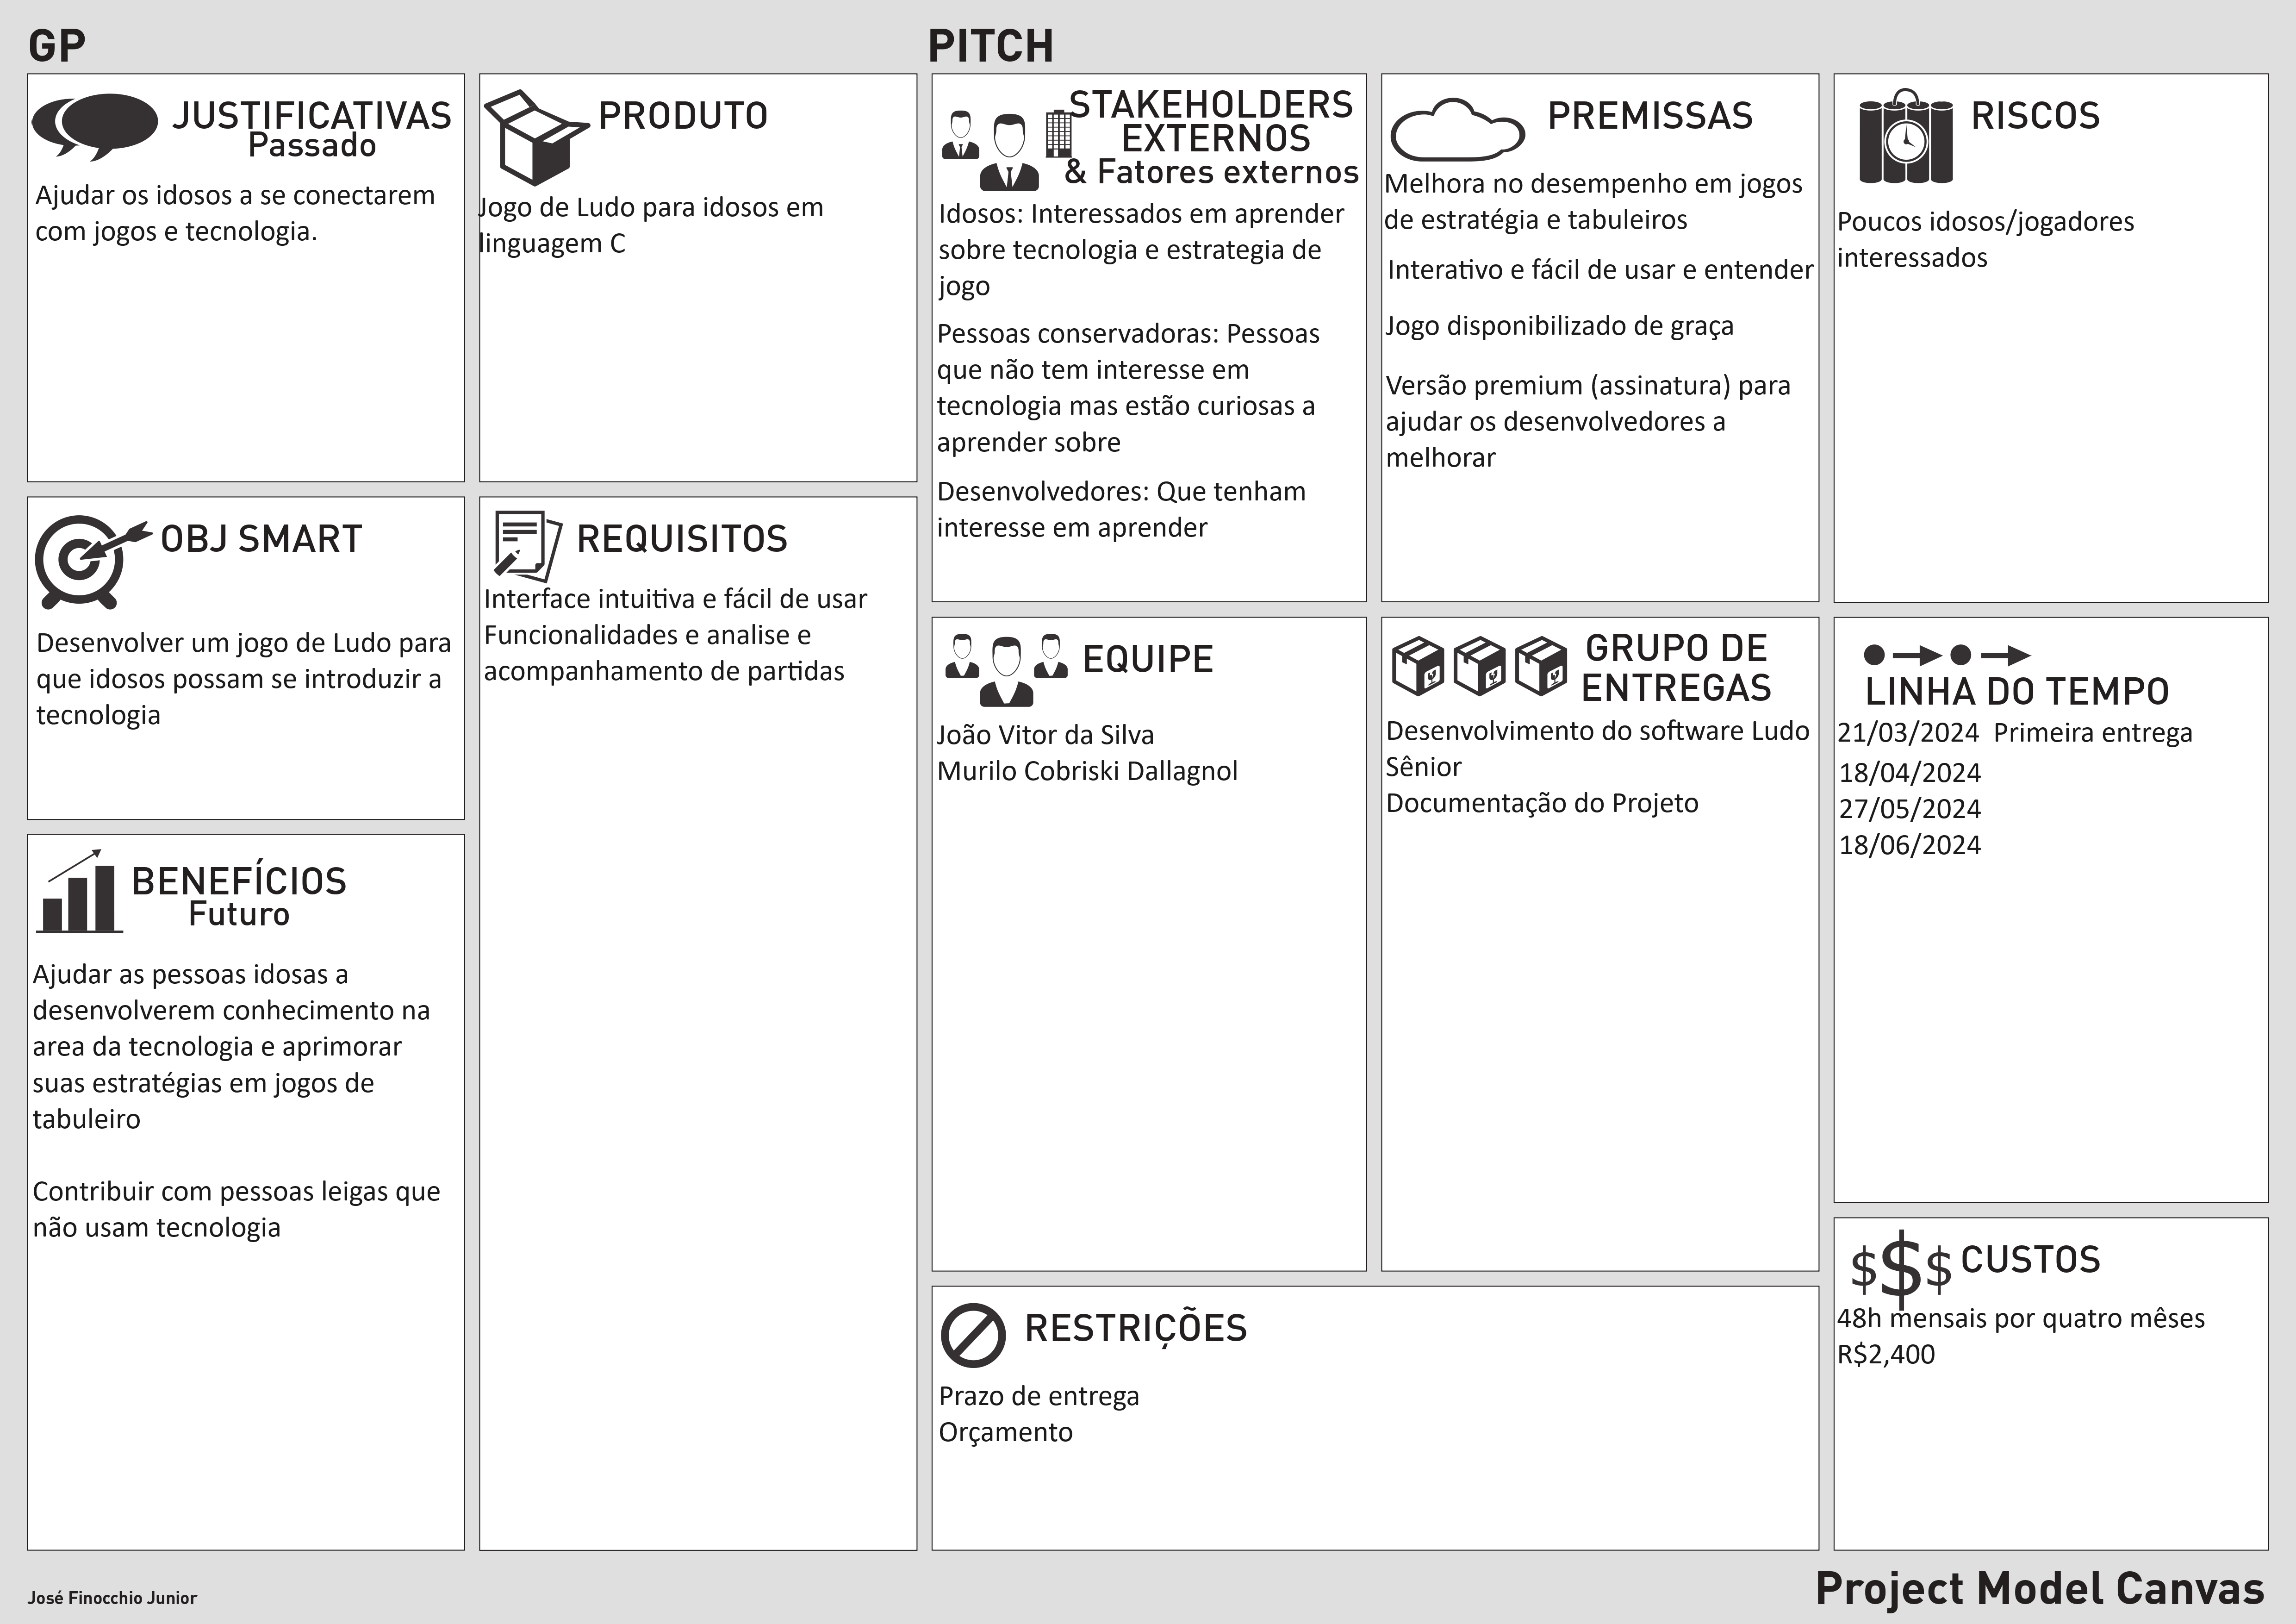 GP
PITCH
JUSTIFICATIVAS
Passado
Ajudar os idosos a se conectarem
com jogos e tecnologia.
PRODUTO
Jogo de Ludo para idosos em
linguagem C
STAKEHOLDERS
EXTERNOS
& Fatores externos
Idosos: Interessados em aprender
sobre tecnologia e estrategia de
jogo
Pessoas conservadoras: Pessoas
que não tem interesse em
tecnologia mas estão curiosas a
aprender sobre
Desenvolvedores: Que tenham
interesse em aprender
PREMISSAS
Melhora no desempenho em jogos
de estratégia e tabuleiros
Interativo e fácil de usar e entender
Jogo disponibilizado de graça
Versão premium (assinatura) para
ajudar os desenvolvedores a
melhorar
RISCOS
Poucos idosos/jogadores
interessados
OBJ SMART
Desenvolver um jogo de Ludo para
que idosos possam se introduzir a
tecnologia
REQUISITOS
Interface intuitiva e fácil de usar
Funcionalidades e analise e
acompanhamento de partidas
EQUIPE
João Vitor da Silva
Murilo Cobriski Dallagnol
GRUPO DE
ENTREGAS
Desenvolvimento do software Ludo
Sênior
Documentação do Projeto
LINHA DO TEMPO
21/03/2024 Primeira entrega
18/04/2024
27/05/2024
18/06/2024
BENEFÍCIOS
Futuro
Ajudar as pessoas idosas a
desenvolverem conhecimento na
area da tecnologia e aprimorar
suas estratégias em jogos de
tabuleiro
Contribuir com pessoas leigas que
não usam tecnologia
RESTRIÇÕES
Prazo de entrega
Orçamento
$$$ CUSTOS
48h mensais por quatro mêses
R$2,400
José Finocchio Junior
Project Model Canvas